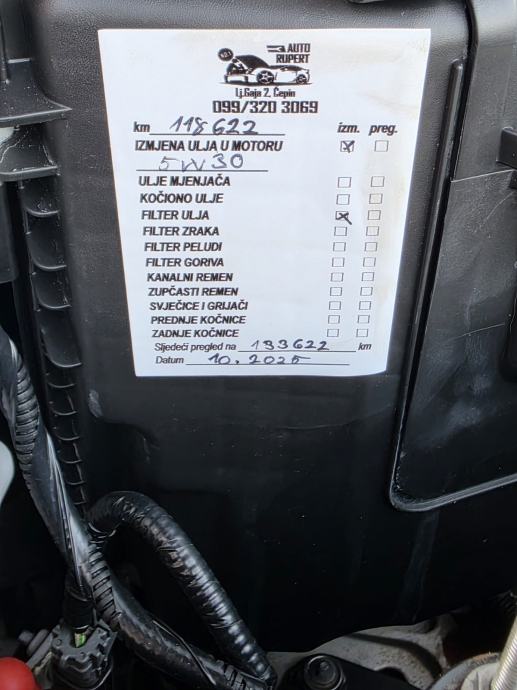 AUTO
RUPERT
Lj.Gaja 2, Čepin
099/320 3069
km 118622 izm. preg.
IZMJENA ULJA U MOTORU
5W30
ULJE MJENJAČA
KOČIONO ULJE
FILTER ULJA
FILTER ZRAKA
FILTER PELUDI
FILTER GORIVA
KANALNI REMEN
ZUPČASTI REMEN
SVJEĆICE I GRIJAČI
PREDNJE KOČNICE
ZADNJE KOČNICE
Sljedeći pregled na 133622 km
Datum 10.2025